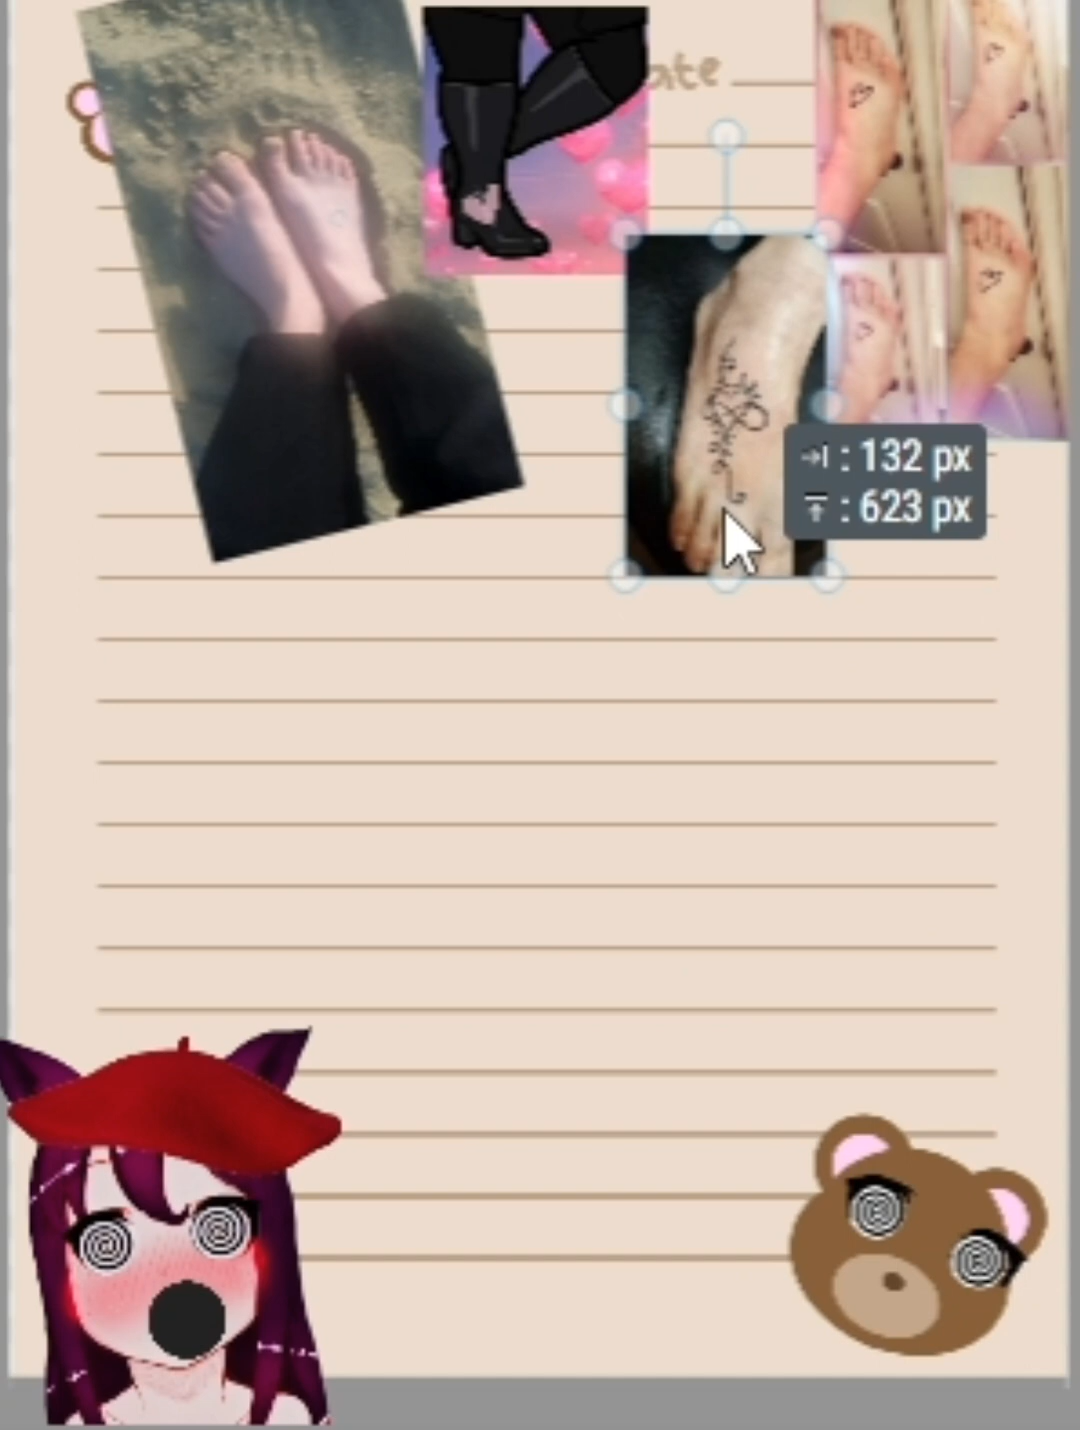 ate
: 132 px
: 623 px